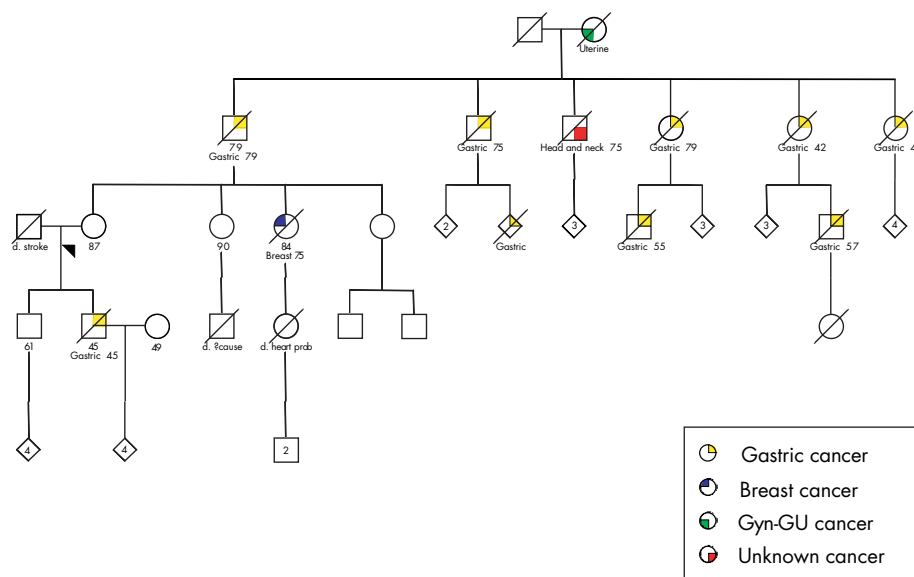 Uterine
79
Gastric 79
Gastric 75
Head and neck 75
Gastric 79
Gastric 42
Gastric 4
d. stroke
87
90
84
Breast 75
2
Gastric
3
Gastric 55
3
3
Gastric 57
4
61
45
Gastric 45
49
d. ?cause
d. heart prob
4
4
2
Gastric cancer
Breast cancer
Gyn-GU cancer
Unknown cancer